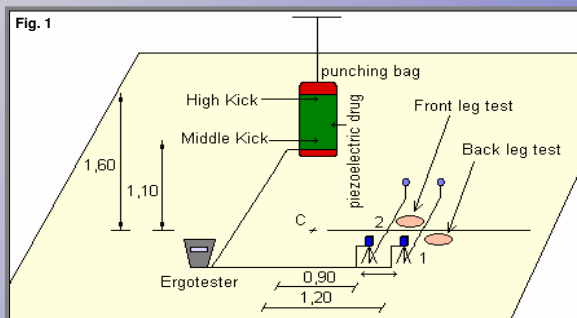 Fig. 1
punching bag
High Kick
Front leg test
piezoelectric drug
Middle Kick
Back leg test
1,60
1,10
C
2
1
Ergotester
0,90
1,20